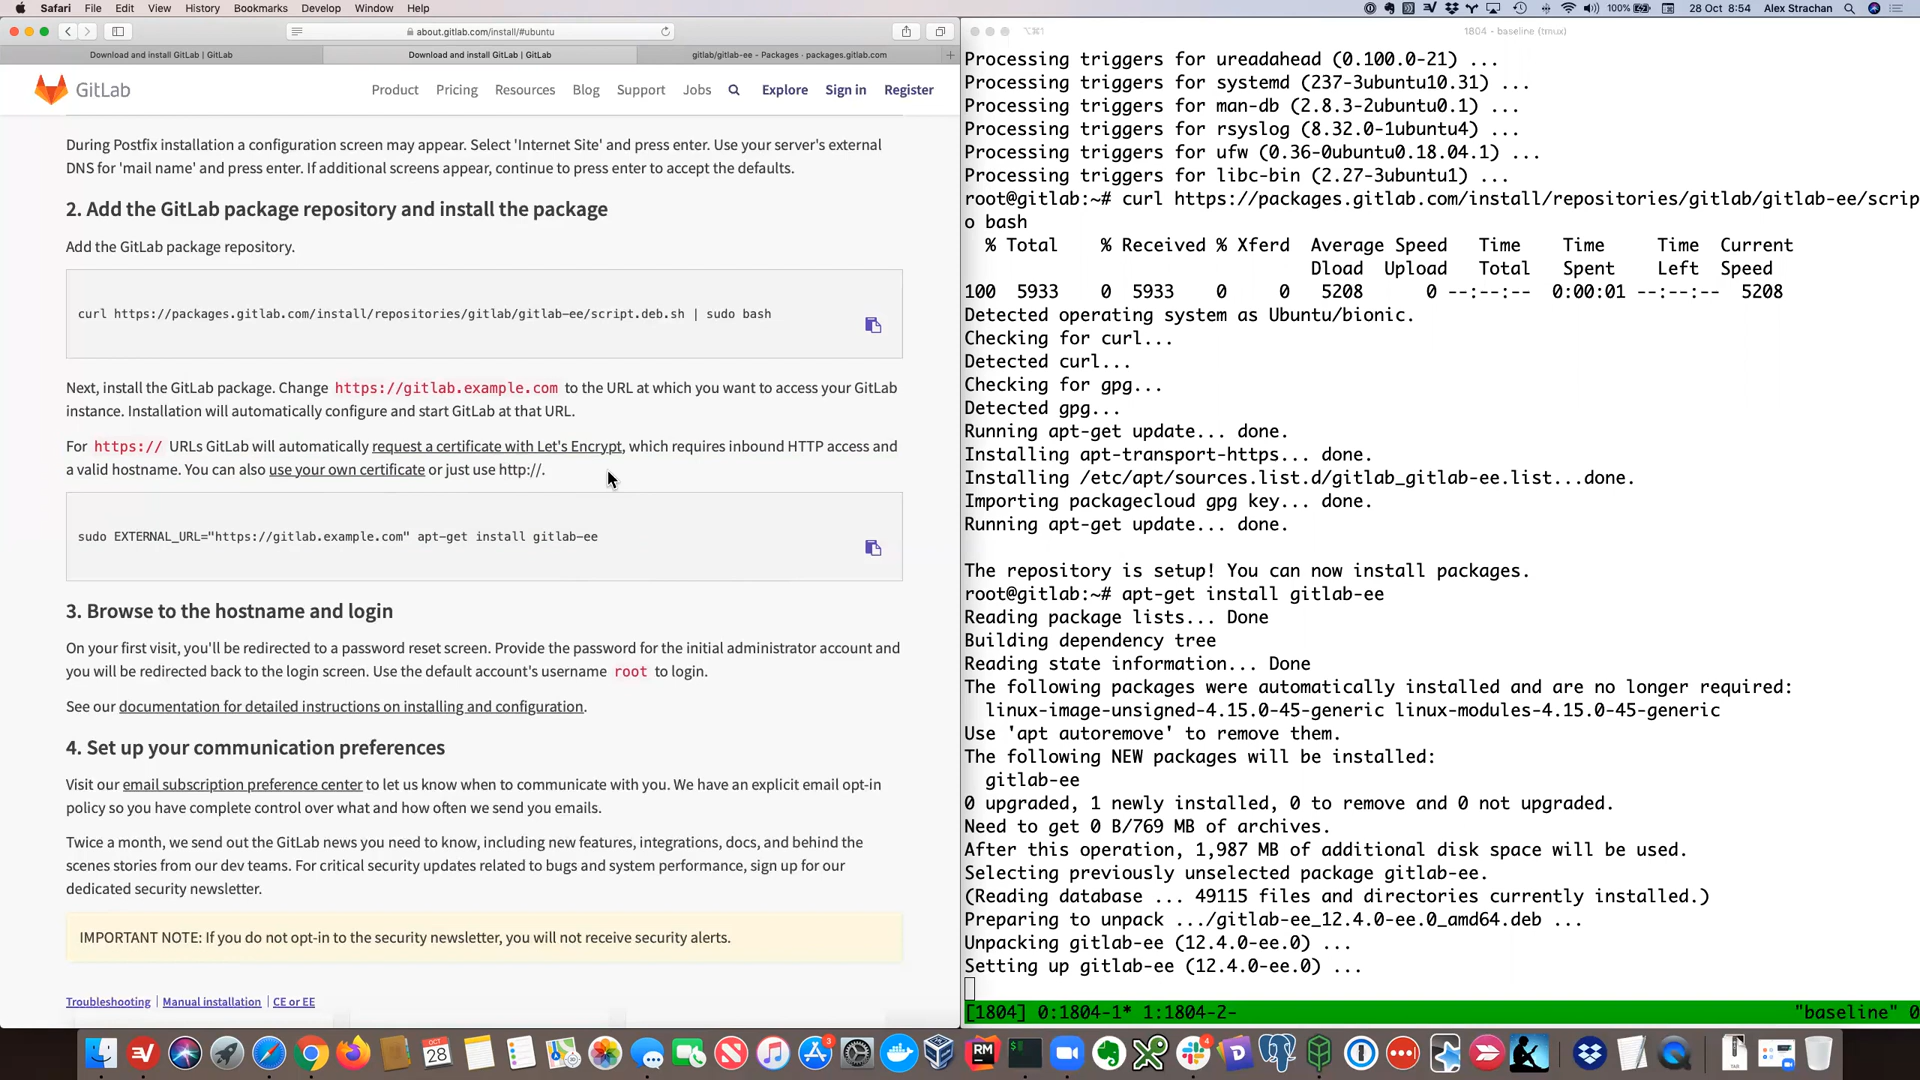 Safari File Edit View History Bookmarks Develop Window Help
100% 28 Oct 8:54 Alex Strachan
about.gitlab.com/install/#ubuntu
Download and install GitLab | GitLab
Download and install GitLab | GitLab
gitlab/gitlab-ee - Packages · packages.gitlab.com
GitLab
Product Pricing Resources Blog Support Jobs Explore Sign in Register
During Postfix installation a configuration screen may appear. Select 'Internet Site' and press enter. Use your server's external
DNS for 'mail name' and press enter. If additional screens appear, continue to press enter to accept the defaults.
2. Add the GitLab package repository and install the package
Add the GitLab package repository.
curl https://packages.gitlab.com/install/repositories/gitlab/gitlab-ee/script.deb.sh | sudo bash
Next, install the GitLab package. Change https://gitlab.example.com to the URL at which you want to access your GitLab
instance. Installation will automatically configure and start GitLab at that URL.
For https:// URLs GitLab will automatically request a certificate with Let's Encrypt, which requires inbound HTTP access and
a valid hostname. You can also use your own certificate or just use http://.
sudo EXTERNAL_URL="https://gitlab.example.com" apt-get install gitlab-ee
3. Browse to the hostname and login
On your first visit, you'll be redirected to a password reset screen. Provide the password for the initial administrator account and
you will be redirected back to the login screen. Use the default account's username root to login.
See our documentation for detailed instructions on installing and configuration.
4. Set up your communication preferences
Visit our email subscription preference center to let us know when to communicate with you. We have an explicit email opt-in
policy so you have complete control over what and how often we send you emails.
Twice a month, we send out the GitLab news you need to know, including new features, integrations, docs, and behind the
scenes stories from our dev teams. For critical security updates related to bugs and system performance, sign up for our
dedicated security newsletter.
IMPORTANT NOTE: If you do not opt-in to the security newsletter, you will not receive security alerts.
Troubleshooting | Manual installation | CE or EE
⌥⌘1
1804 - baseline (tmux)
Processing triggers for ureadahead (0.100.0-21) ...
Processing triggers for systemd (237-3ubuntu10.31) ...
Processing triggers for man-db (2.8.3-2ubuntu0.1) ...
Processing triggers for rsyslog (8.32.0-1ubuntu4) ...
Processing triggers for ufw (0.36-0ubuntu0.18.04.1) ...
Processing triggers for libc-bin (2.27-3ubuntu1) ...
root@gitlab:~# curl https://packages.gitlab.com/install/repositories/gitlab/gitlab-ee/scrip
o bash
% Total % Received % Xferd Average Speed Time Time Time Current
Dload Upload Total Spent Left Speed
100 5933 0 5933 0 0 5208 0 --:--:-- 0:00:01 --:--:-- 5208
Detected operating system as Ubuntu/bionic.
Checking for curl...
Detected curl...
Checking for gpg...
Detected gpg...
Running apt-get update... done.
Installing apt-transport-https... done.
Installing /etc/apt/sources.list.d/gitlab_gitlab-ee.list...done.
Importing packagecloud gpg key... done.
Running apt-get update... done.
The repository is setup! You can now install packages.
root@gitlab:~# apt-get install gitlab-ee
Reading package lists... Done
Building dependency tree
Reading state information... Done
The following packages were automatically installed and are no longer required:
linux-image-unsigned-4.15.0-45-generic linux-modules-4.15.0-45-generic
Use 'apt autoremove' to remove them.
The following NEW packages will be installed:
gitlab-ee
0 upgraded, 1 newly installed, 0 to remove and 0 not upgraded.
Need to get 0 B/769 MB of archives.
After this operation, 1,987 MB of additional disk space will be used.
Selecting previously unselected package gitlab-ee.
(Reading database ... 49115 files and directories currently installed.)
Preparing to unpack .../gitlab-ee_12.4.0-ee.0_amd64.deb ...
Unpacking gitlab-ee (12.4.0-ee.0) ...
Setting up gitlab-ee (12.4.0-ee.0) ...
[1804] 0:1804-1* 1:1804-2- "baseline" 0
OCT 28 3 RM 4